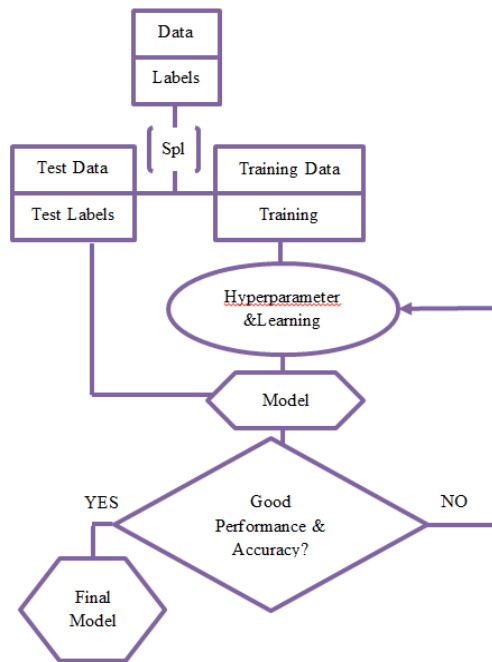 Data
Labels
Spl
Test Data
Training Data
Test Labels
Training
Hyperparameter
&Learning
Model
YES
Good
Performance &
Accuracy?
NO
Final
Model